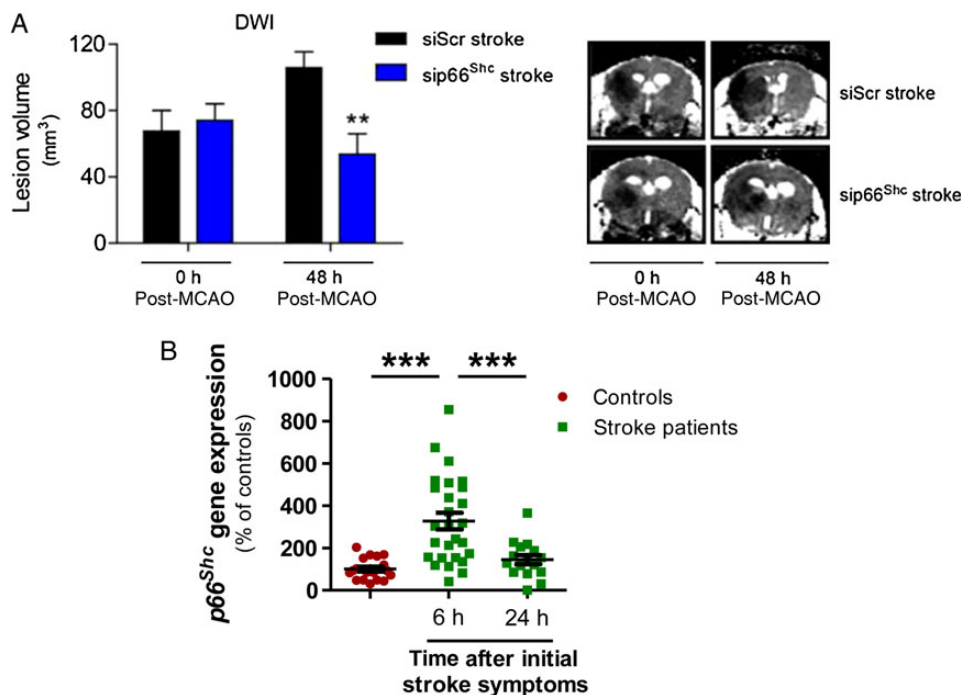 A
DWI
siScr stroke
sip66Shc stroke
Lesion volume
(mm3)
120
80
40
0
**
0 h
Post-MCAO
48 h
Post-MCAO
siScr stroke
sip66Shc stroke
0 h
Post-MCAO
48 h
Post-MCAO
B
p66Shc gene expression
(% of controls)
***
***
1000
800
600
400
200
0
Controls
Stroke patients
6 h
24 h
Time after initial
stroke symptoms